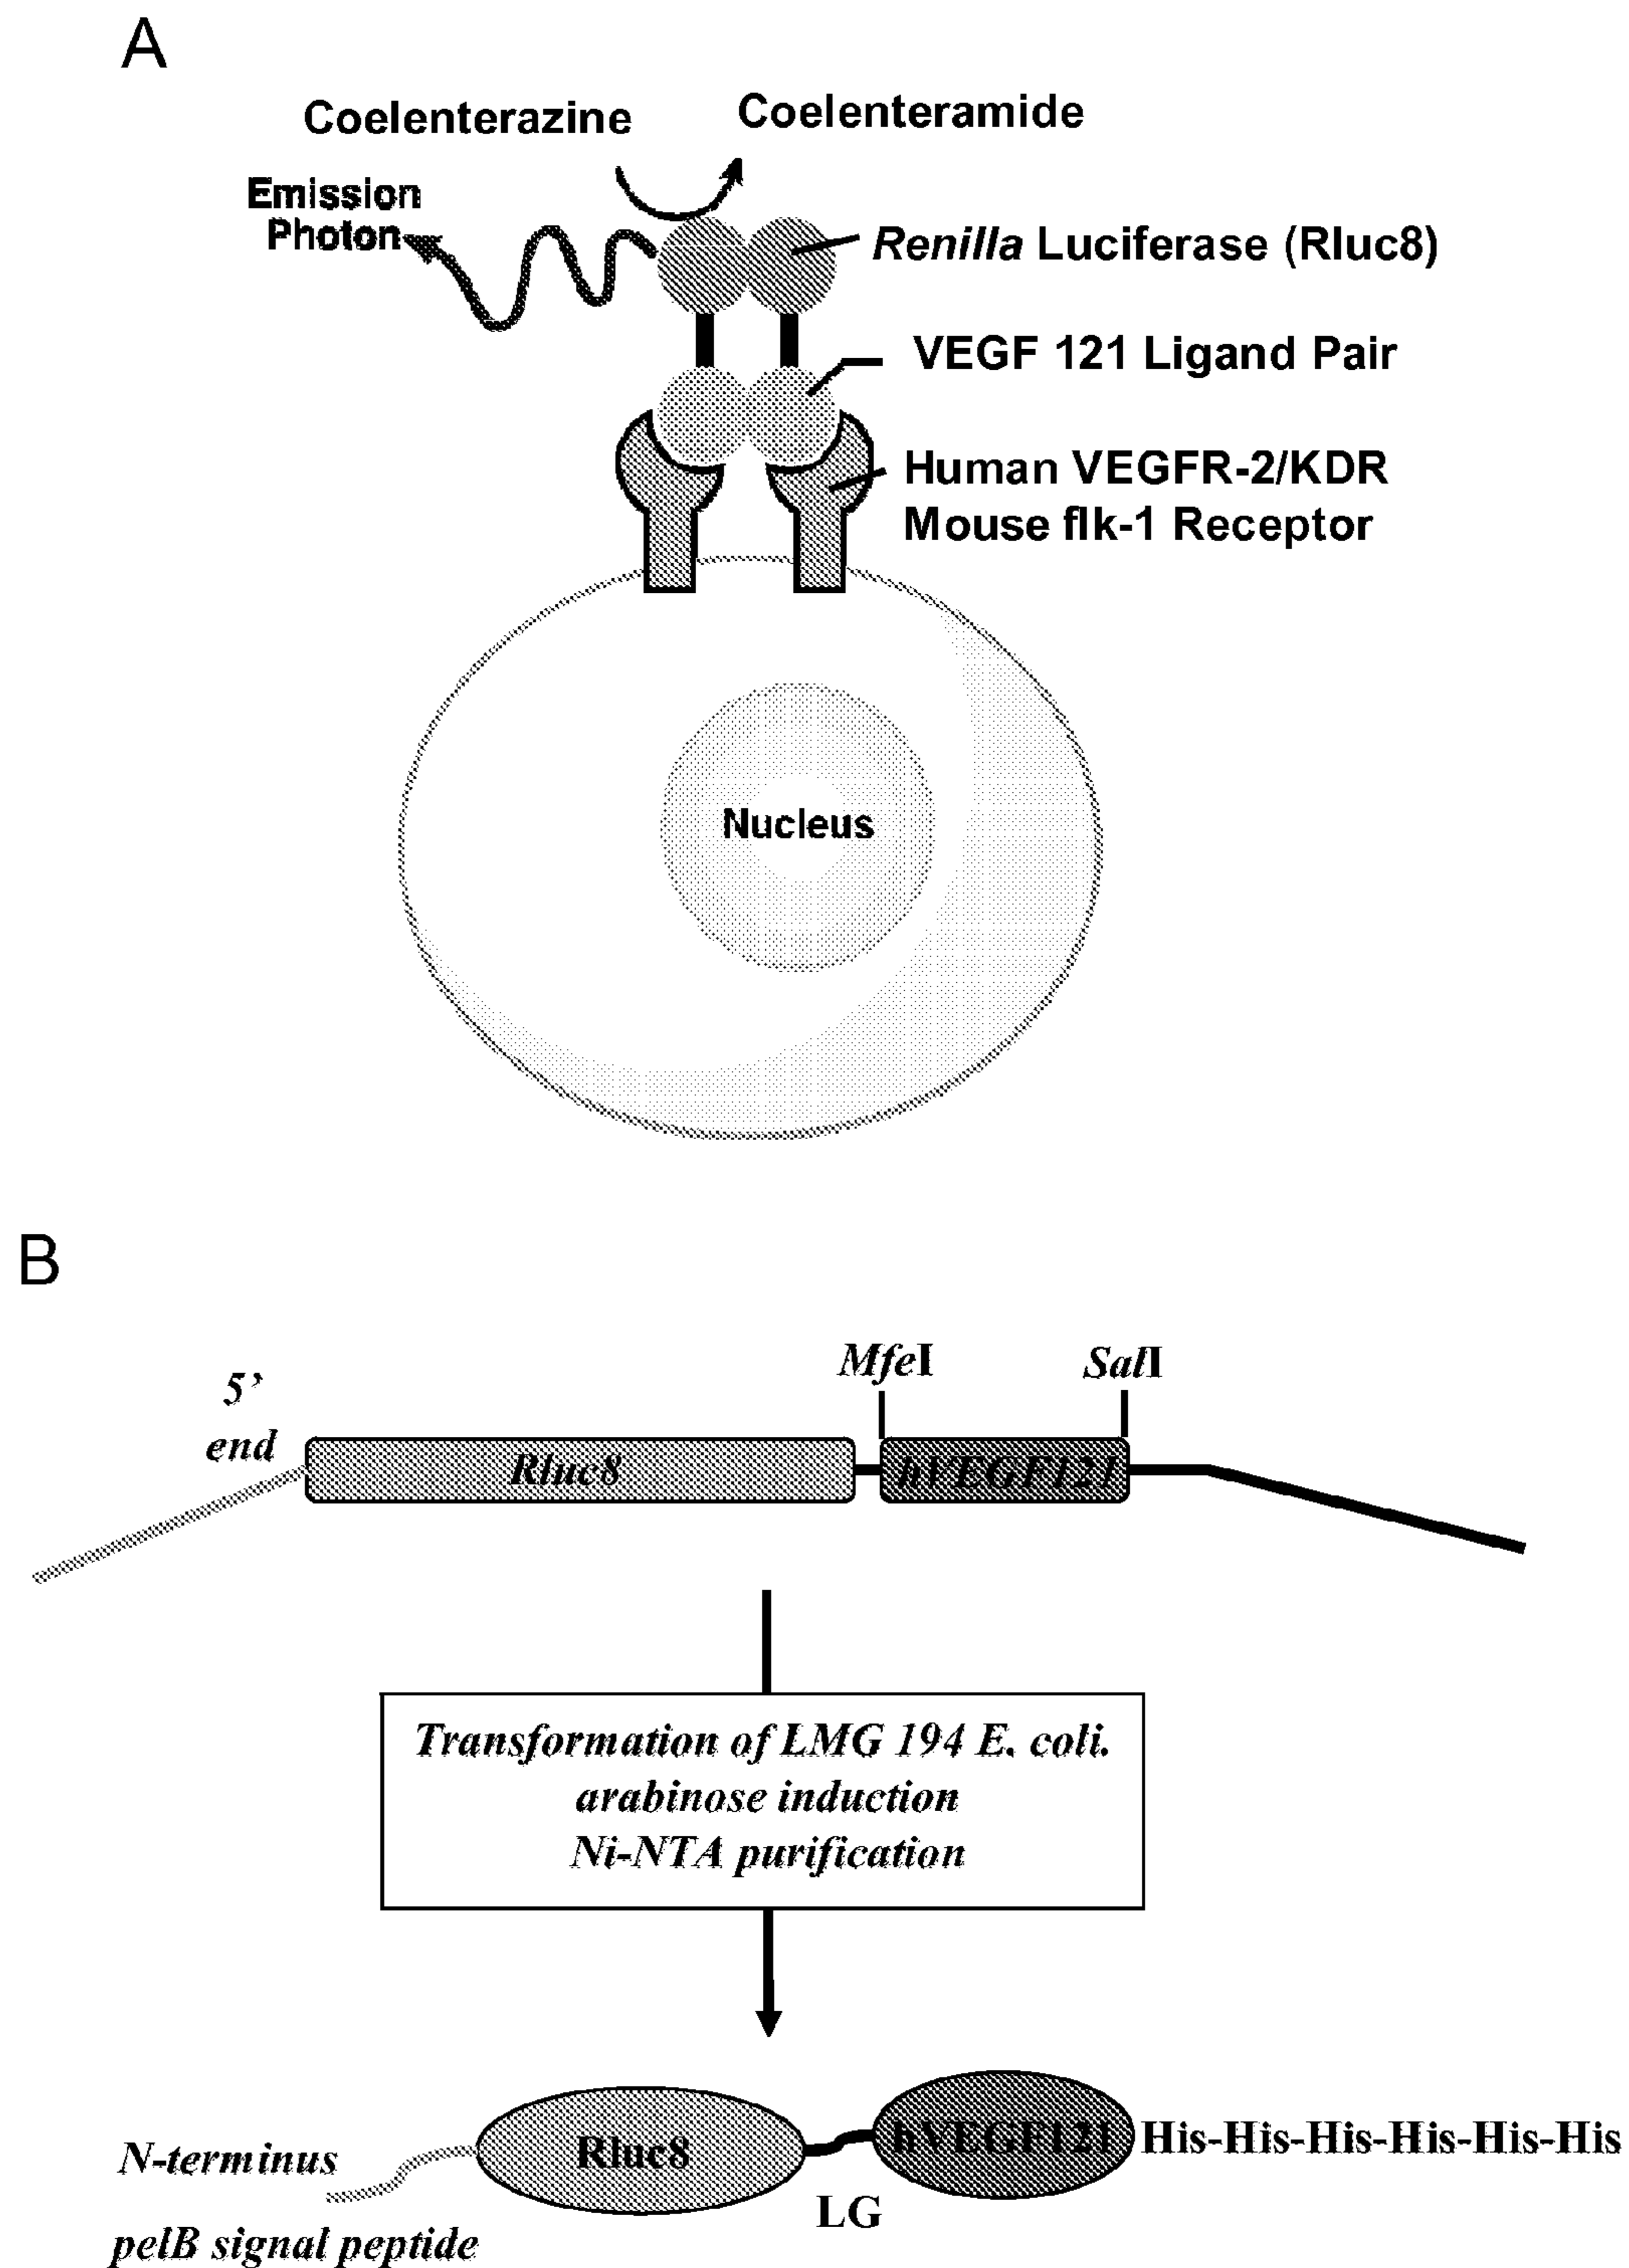 A
Coelenterazine
Coelenteramide
Emission
Photon
Renilla Luciferase (Rluc8)
VEGF 121 Ligand Pair
Human VEGFR-2/KDR
Mouse flk-1 Receptor
Nucleus
B
MfeI
SalI
5'
end
Rluc8
hVEGF121
Transformation of LMG 194 E. coli.
arabinose induction
Ni-NTA purification
Rluc8
hVEGF121
His-His-His-His-His-His
N-terminus
LG
pelB signal peptide